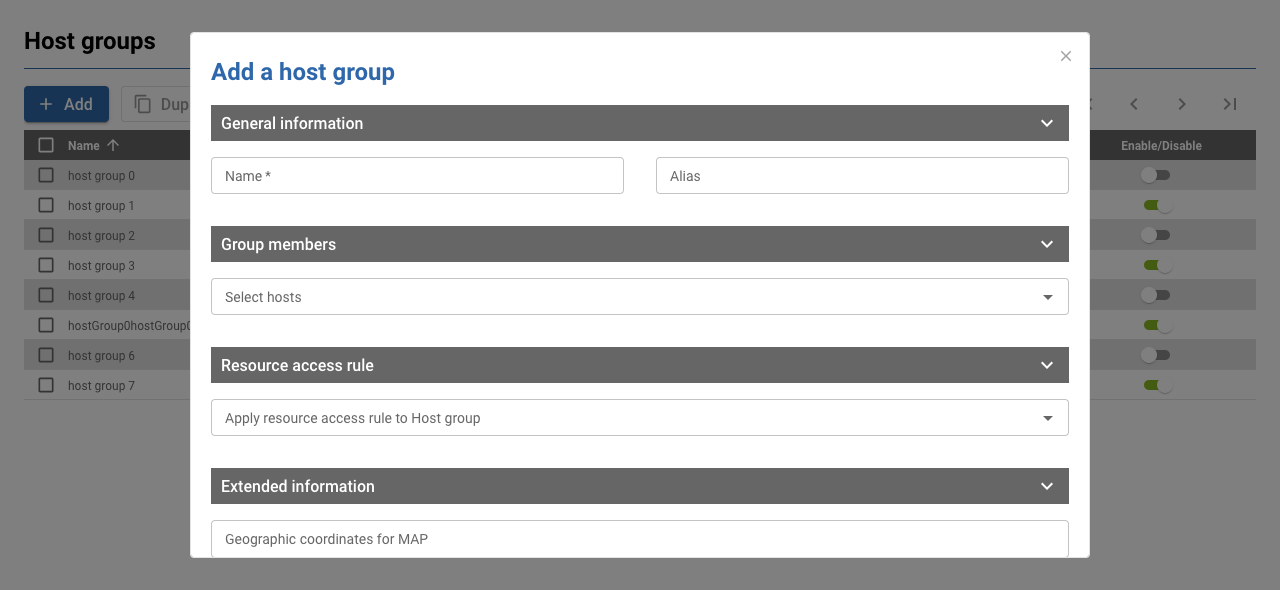 Host groups
Add a host group
Add
Dup
General information
Name *
Alias
Name
Enable/Disable
host group 0
host group 1
host group 2
host group 3
host group 4
hostGroup0hostGroup0
host group 6
host group 7
Group members
Select hosts
Resource access rule
Apply resource access rule to Host group
Extended information
Geographic coordinates for MAP